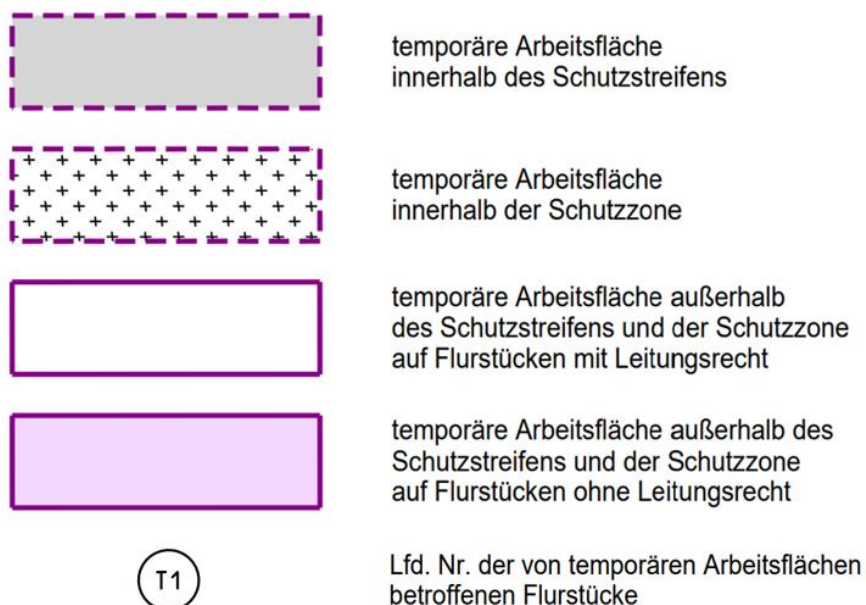 temporäre Arbeitsfläche
innerhalb des Schutzstreifens
temporäre Arbeitsfläche
innerhalb der Schutzzone
temporäre Arbeitsfläche außerhalb
des Schutzstreifens und der Schutzzone
auf Flurstücken mit Leitungsrecht
temporäre Arbeitsfläche außerhalb des
Schutzstreifens und der Schutzzone
auf Flurstücken ohne Leitungsrecht
T1
Lfd. Nr. der von temporären Arbeitsflächen
betroffenen Flurstücke